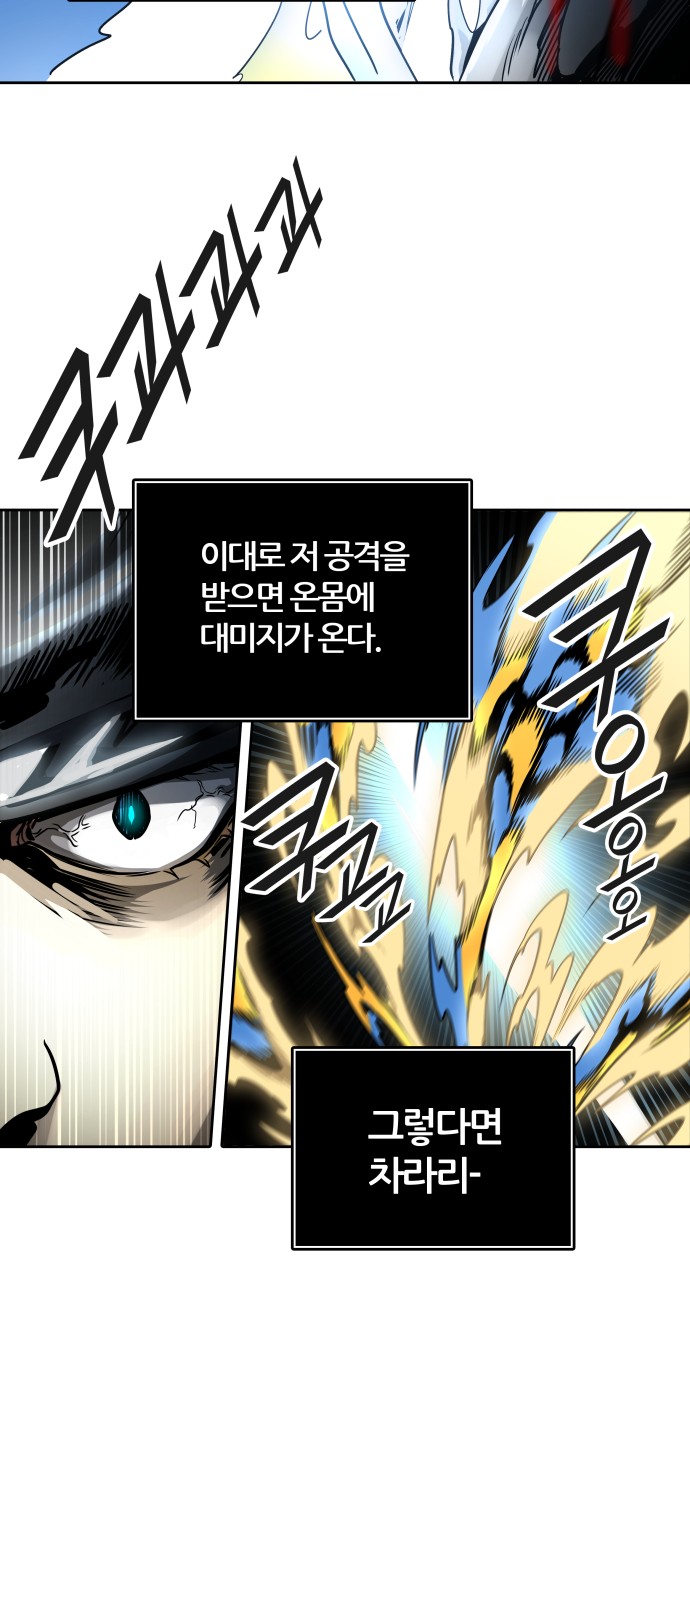 쿠콰콰콰
이대로 저 공격을
받으면 온몸에
대미지가 온다.
쿠오오오
쿠고고
그렇다면
차라리-